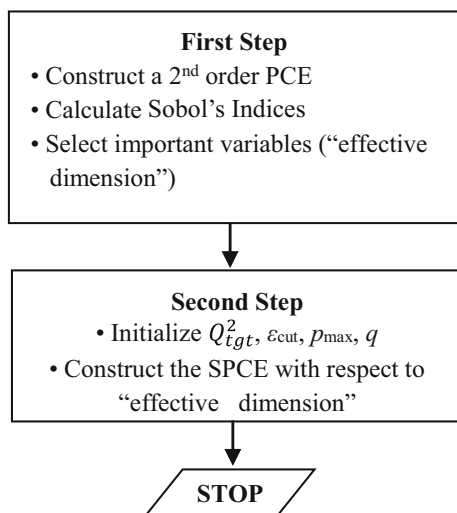 First Step
• Construct a 2nd order PCE
• Calculate Sobol's Indices
• Select important variables (“effective
dimension”)
Second Step
• Initialize Q²tgt, εcut, pmax, q
• Construct the SPCE with respect to
“effective dimension”
STOP